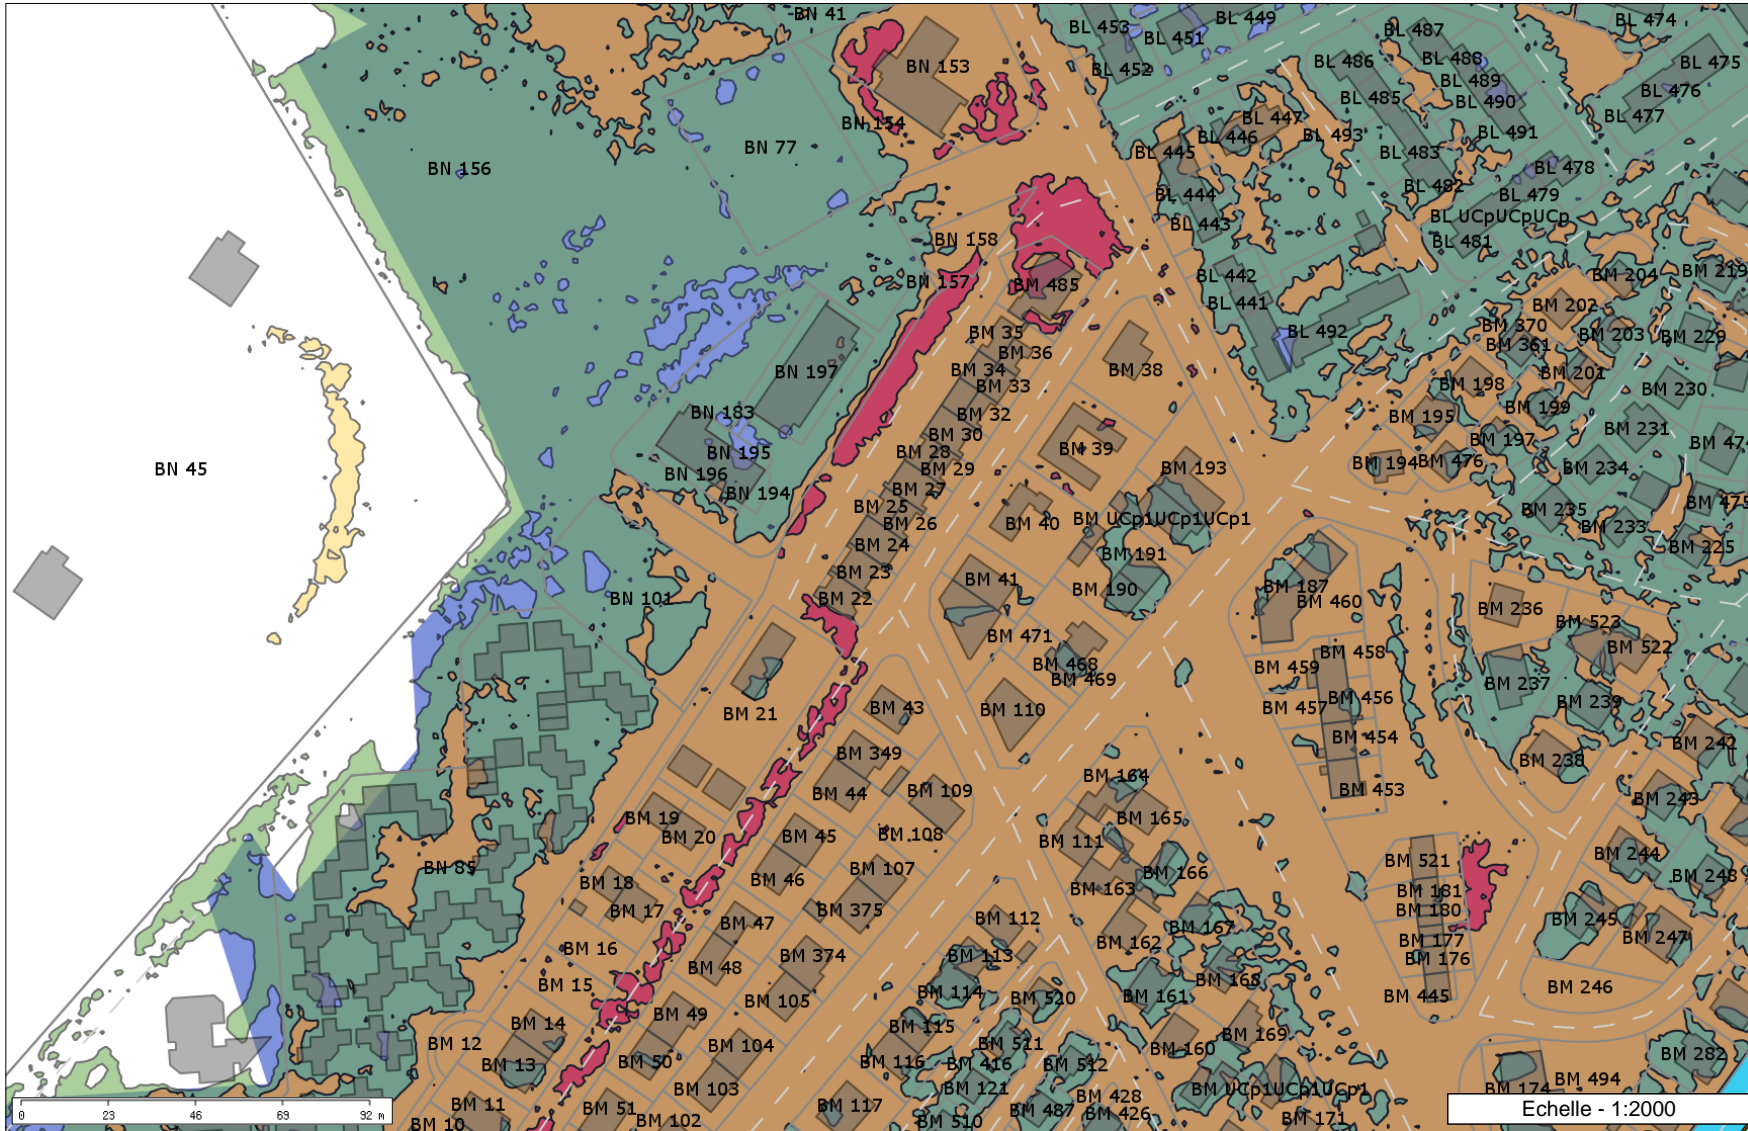 BN 41
BL 453
BL 449
BL 451
BL 474
BL 487
BL 452
BN 153
BL 486
BL 488
BL 475
BL 489
BL 476
BL 485
BL 490
BL 477
BN 154
BL 447
BL 446
BL 493
BL 491
BN 77
BL 445
BL 483
BN 156
BL 478
BL 482
BL 444
BL 479
BL UCpUCpUCp
BL 443
BN 158
BL 481
BL 442
BM 204
BM 219
BN 157
BM 485
BL 441
BM 202
BM 35
BL 492
BM 370
BM 203
BM 229
BM 36
BM 361
BM 34
BM 38
BM 201
BN 197
BM 33
BM 198
BM 230
BM 199
BN 183
BM 32
BM 195
BM 30
BM 231
BN 195
BM 28
BM 39
BM 197
BM 474
BN 45
BN 196
BM 29
BM 193
BM 194
BM 476
BM 234
BN 194
BM 27
BM 25
BM 475
BM 26
BM 40
BM UCp1UCp1UCp1
BM 235
BM 233
BM 24
BM 191
BM 225
BM 23
BM 41
BM 190
BM 187
BN 101
BM 22
BM 460
BM 236
BM 471
BM 523
BM 468
BM 458
BM 522
BM 469
BM 459
BM 237
BM 456
BM 21
BM 43
BM 110
BM 457
BM 239
BM 454
BM 242
BM 349
BM 238
BM 164
BM 44
BM 109
BM 453
BM 243
BM 19
BM 20
BM 45
BM 108
BM 165
BM 111
BM 521
BM 244
BN 85
BM 107
BM 166
BM 18
BM 46
BM 163
BM 181
BM 248
BM 17
BM 375
BM 180
BM 47
BM 112
BM 167
BM 245
BM 16
BM 162
BM 177
BM 247
BM 374
BM 113
BM 176
BM 48
BM 168
BM 15
BM 114
BM 161
BM 445
BM 246
BM 105
BM 520
BM 14
BM 49
BM 115
BM 169
BM 12
BM 104
BM 511
BM 160
BM 282
BM 13
BM 50
BM 116
BM 416
BM 512
BM 494
BM 103
BM 121
BM 428
BM UCp1UCp1UCp1
BM 174
BM 11
BM 51
BM 117
BM 487
BM 426
BM 171
BM 10
BM 102
BM 510
0 23 46 69 92 m
Echelle - 1:2000